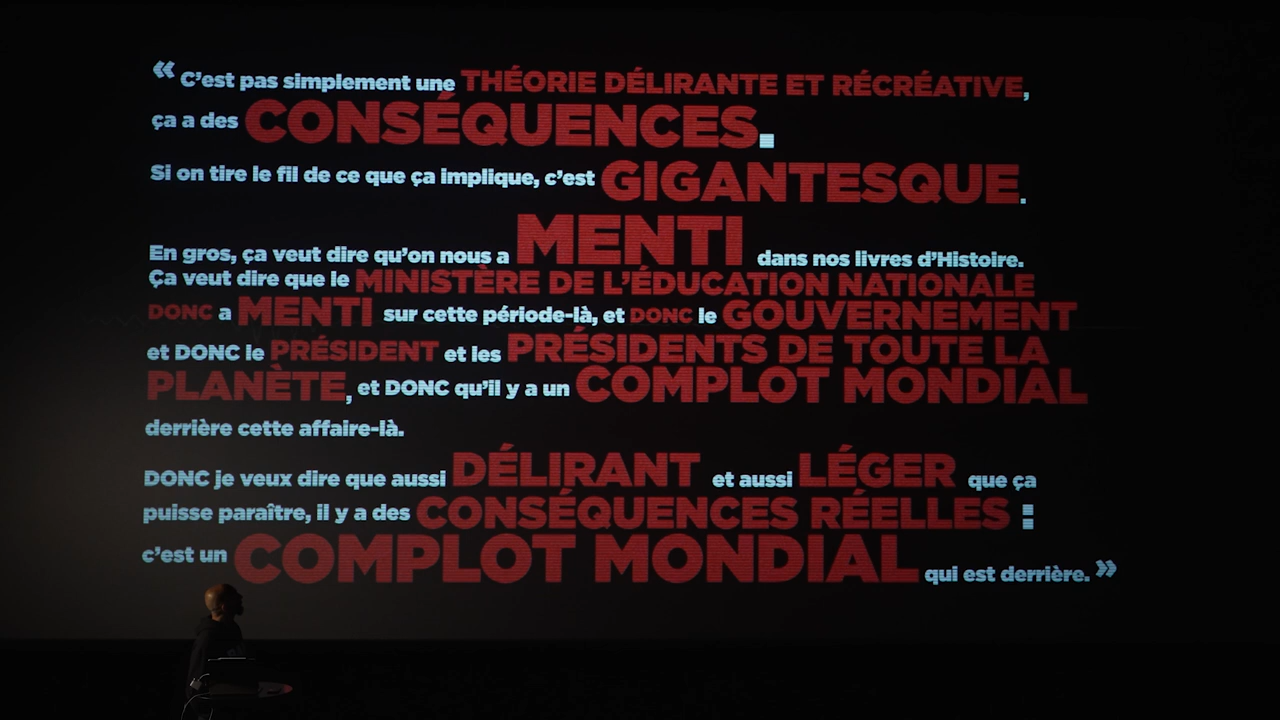 « C’est pas simplement une THÉORIE DÉLIRANTE ET RÉCRÉATIVE,
ça a des CONSÉQUENCES.
Si on tire le fil de ce que ça implique, c’est GIGANTESQUE.
En gros, ça veut dire qu’on nous a MENTI dans nos livres d’Histoire.
Ça veut dire que le MINISTÈRE DE L’ÉDUCATION NATIONALE
DONC a MENTI sur cette période-là, et DONC le GOUVERNEMENT
et DONC le PRÉSIDENT et les PRÉSIDENTS DE TOUTE LA
PLANÈTE, et DONC qu’il y a un COMPLOT MONDIAL
derrière cette affaire-là.
DONC je veux dire que aussi DÉLIRANT et aussi LÉGER que ça
puisse paraître, il y a des CONSÉQUENCES RÉELLES :
c’est un COMPLOT MONDIAL qui est derrière. »